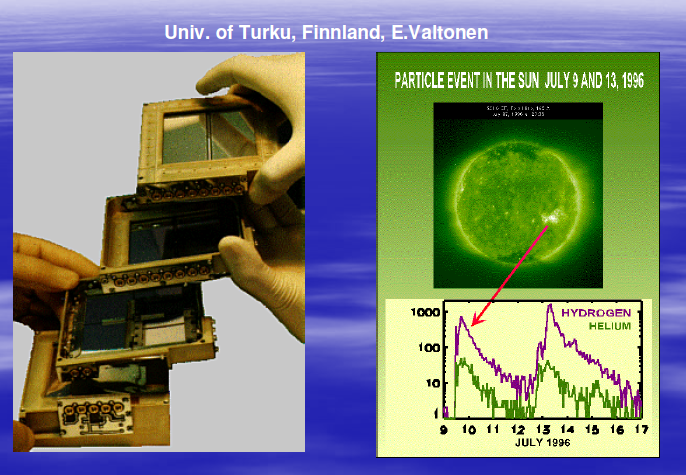 Univ. of Turku, Finnland, E.Valtonen
PARTICLE EVENT IN THE SUN JULY 9 AND 13, 1996
1000
100
10
1
HYDROGEN
HELIUM
9 10 11 12 13 14 15 16 17
JULY 1996